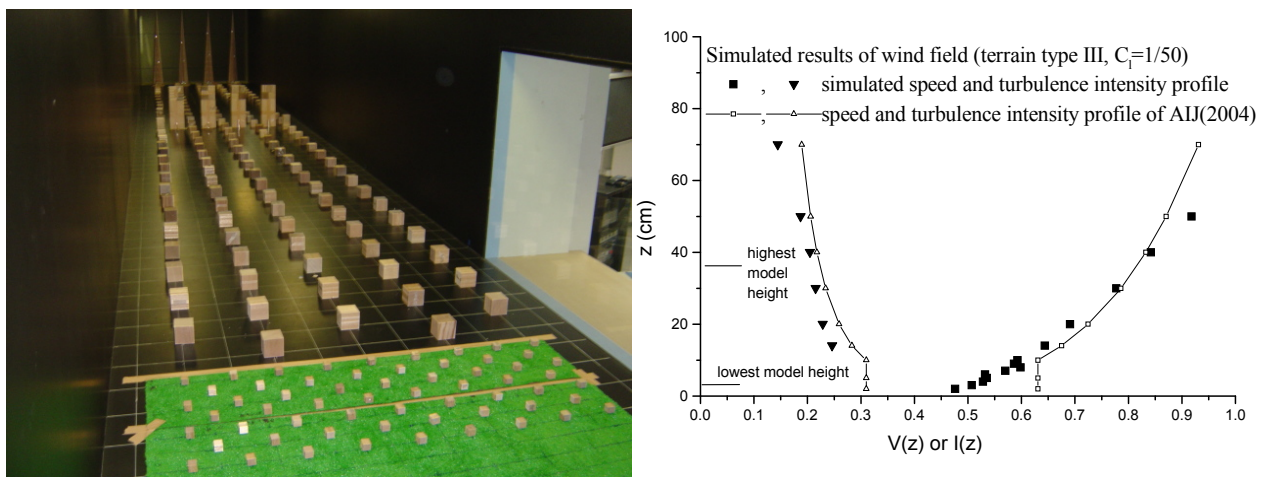 100
80
60
40
20
0
z (cm)
Simulated results of wind field (terrain type III, Cl=1/50)
, simulated speed and turbulence intensity profile
, speed and turbulence intensity profile of AIJ(2004)
highest
model
height
lowest model height
0.0 0.1 0.2 0.3 0.4 0.5 0.6 0.7 0.8 0.9 1.0
V(z) or I(z)